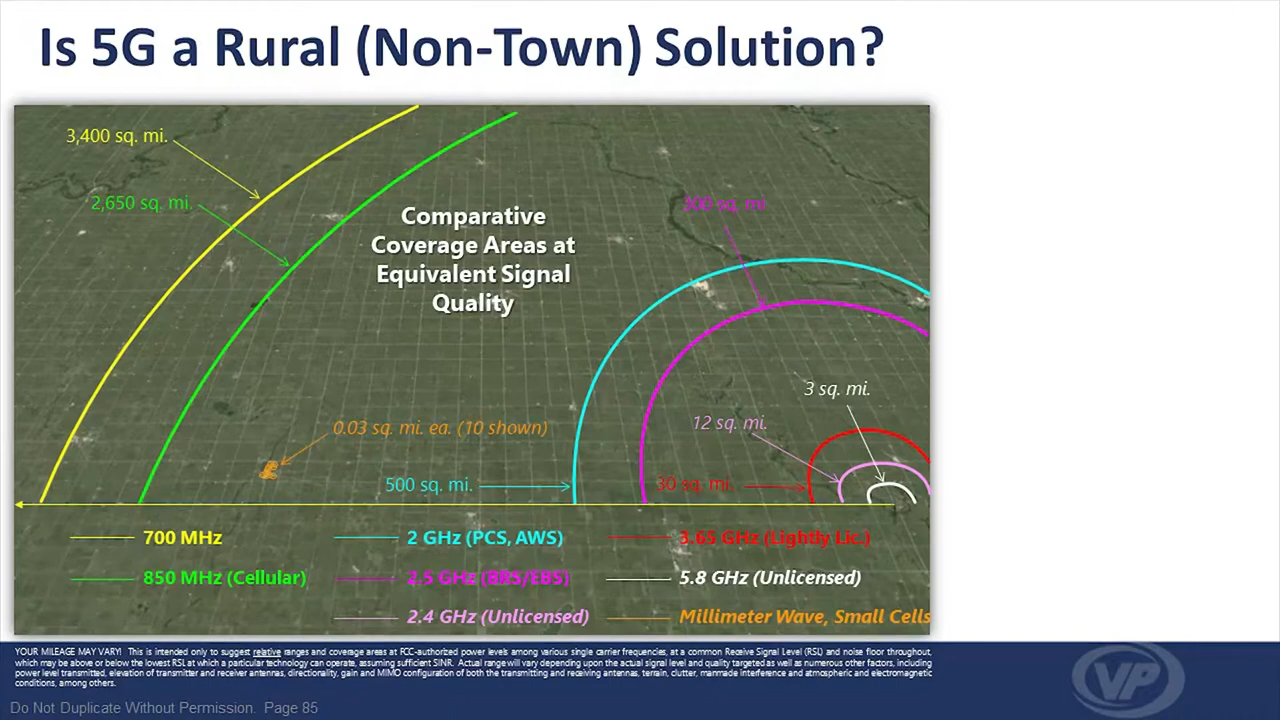 Is 5G a Rural (Non-Town) Solution?
3,400 sq. mi.
2,650 sq. mi.
Comparative
Coverage Areas at
Equivalent Signal
Quality
300 sq. mi.
3 sq. mi.
12 sq. mi.
0.03 sq. mi. ea. (10 shown)
500 sq. mi.
30 sq. mi.
700 MHz
2 GHz (PCS, AWS)
3.65 GHz (Lightly Lic.)
850 MHz (Cellular)
2.5 GHz (BRS/EBS)
5.8 GHz (Unlicensed)
2.4 GHz (Unlicensed)
Millimeter Wave, Small Cells
YOUR MILEAGE MAY VARY! This is intended only to suggest relative ranges and coverage areas at FCC-authorized power levels among various single carrier frequencies, at a common Receive Signal Level (RSL) and noise floor throughout,
which may be above or below the lowest RSL at which a particular technology can operate, assuming sufficient SINR. Actual range will vary depending upon the actual signal level and quality targeted as well as numerous other factors, including
power level transmitted, elevation of transmitter and receiver antennas, directionality, gain and MIMO configuration of both the transmitting and receiving antennas, terrain, clutter, manmade interference and atmospheric and electromagnetic
conditions, among others.
VP
Do Not Duplicate Without Permission. Page 85